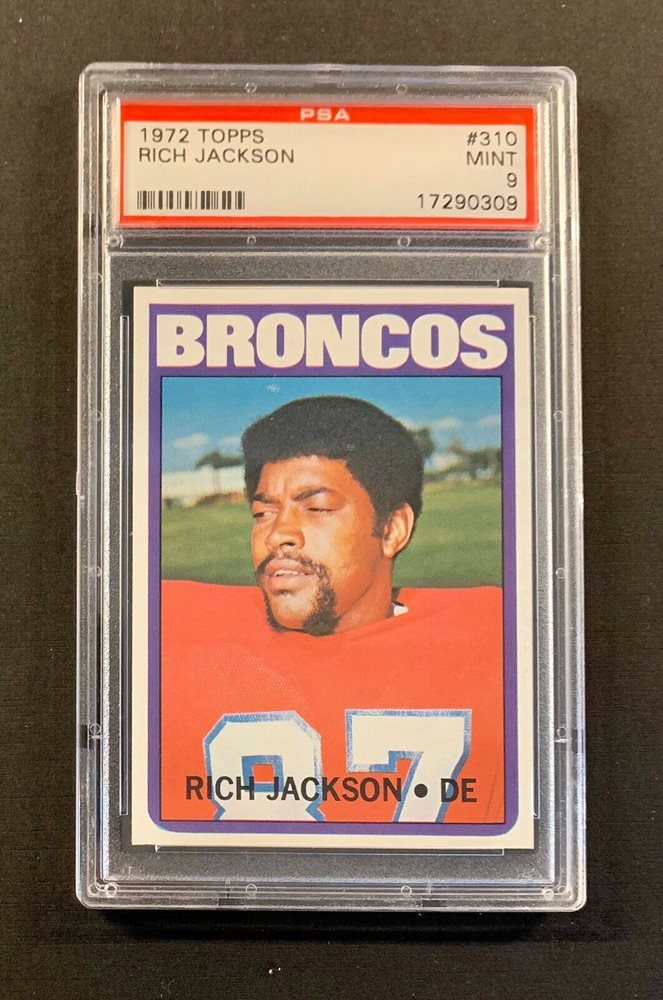 PSA
1972 TOPPS #310
RICH JACKSON MINT
9
17290309
BRONCOS
87
RICH JACKSON • DE